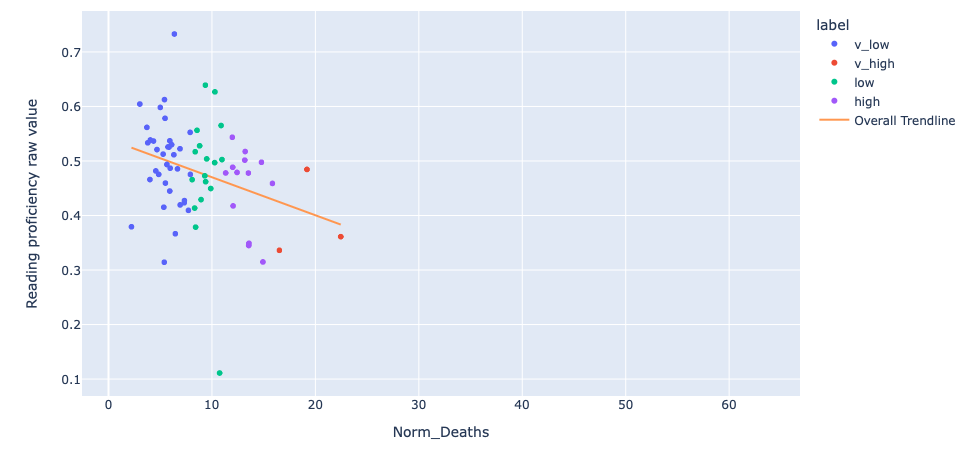 label
v_low
v_high
low
high
Overall Trendline
Reading proficiency raw value
0.7
0.6
0.5
0.4
0.3
0.2
0.1
0 10 20 30 40 50 60
Norm_Deaths